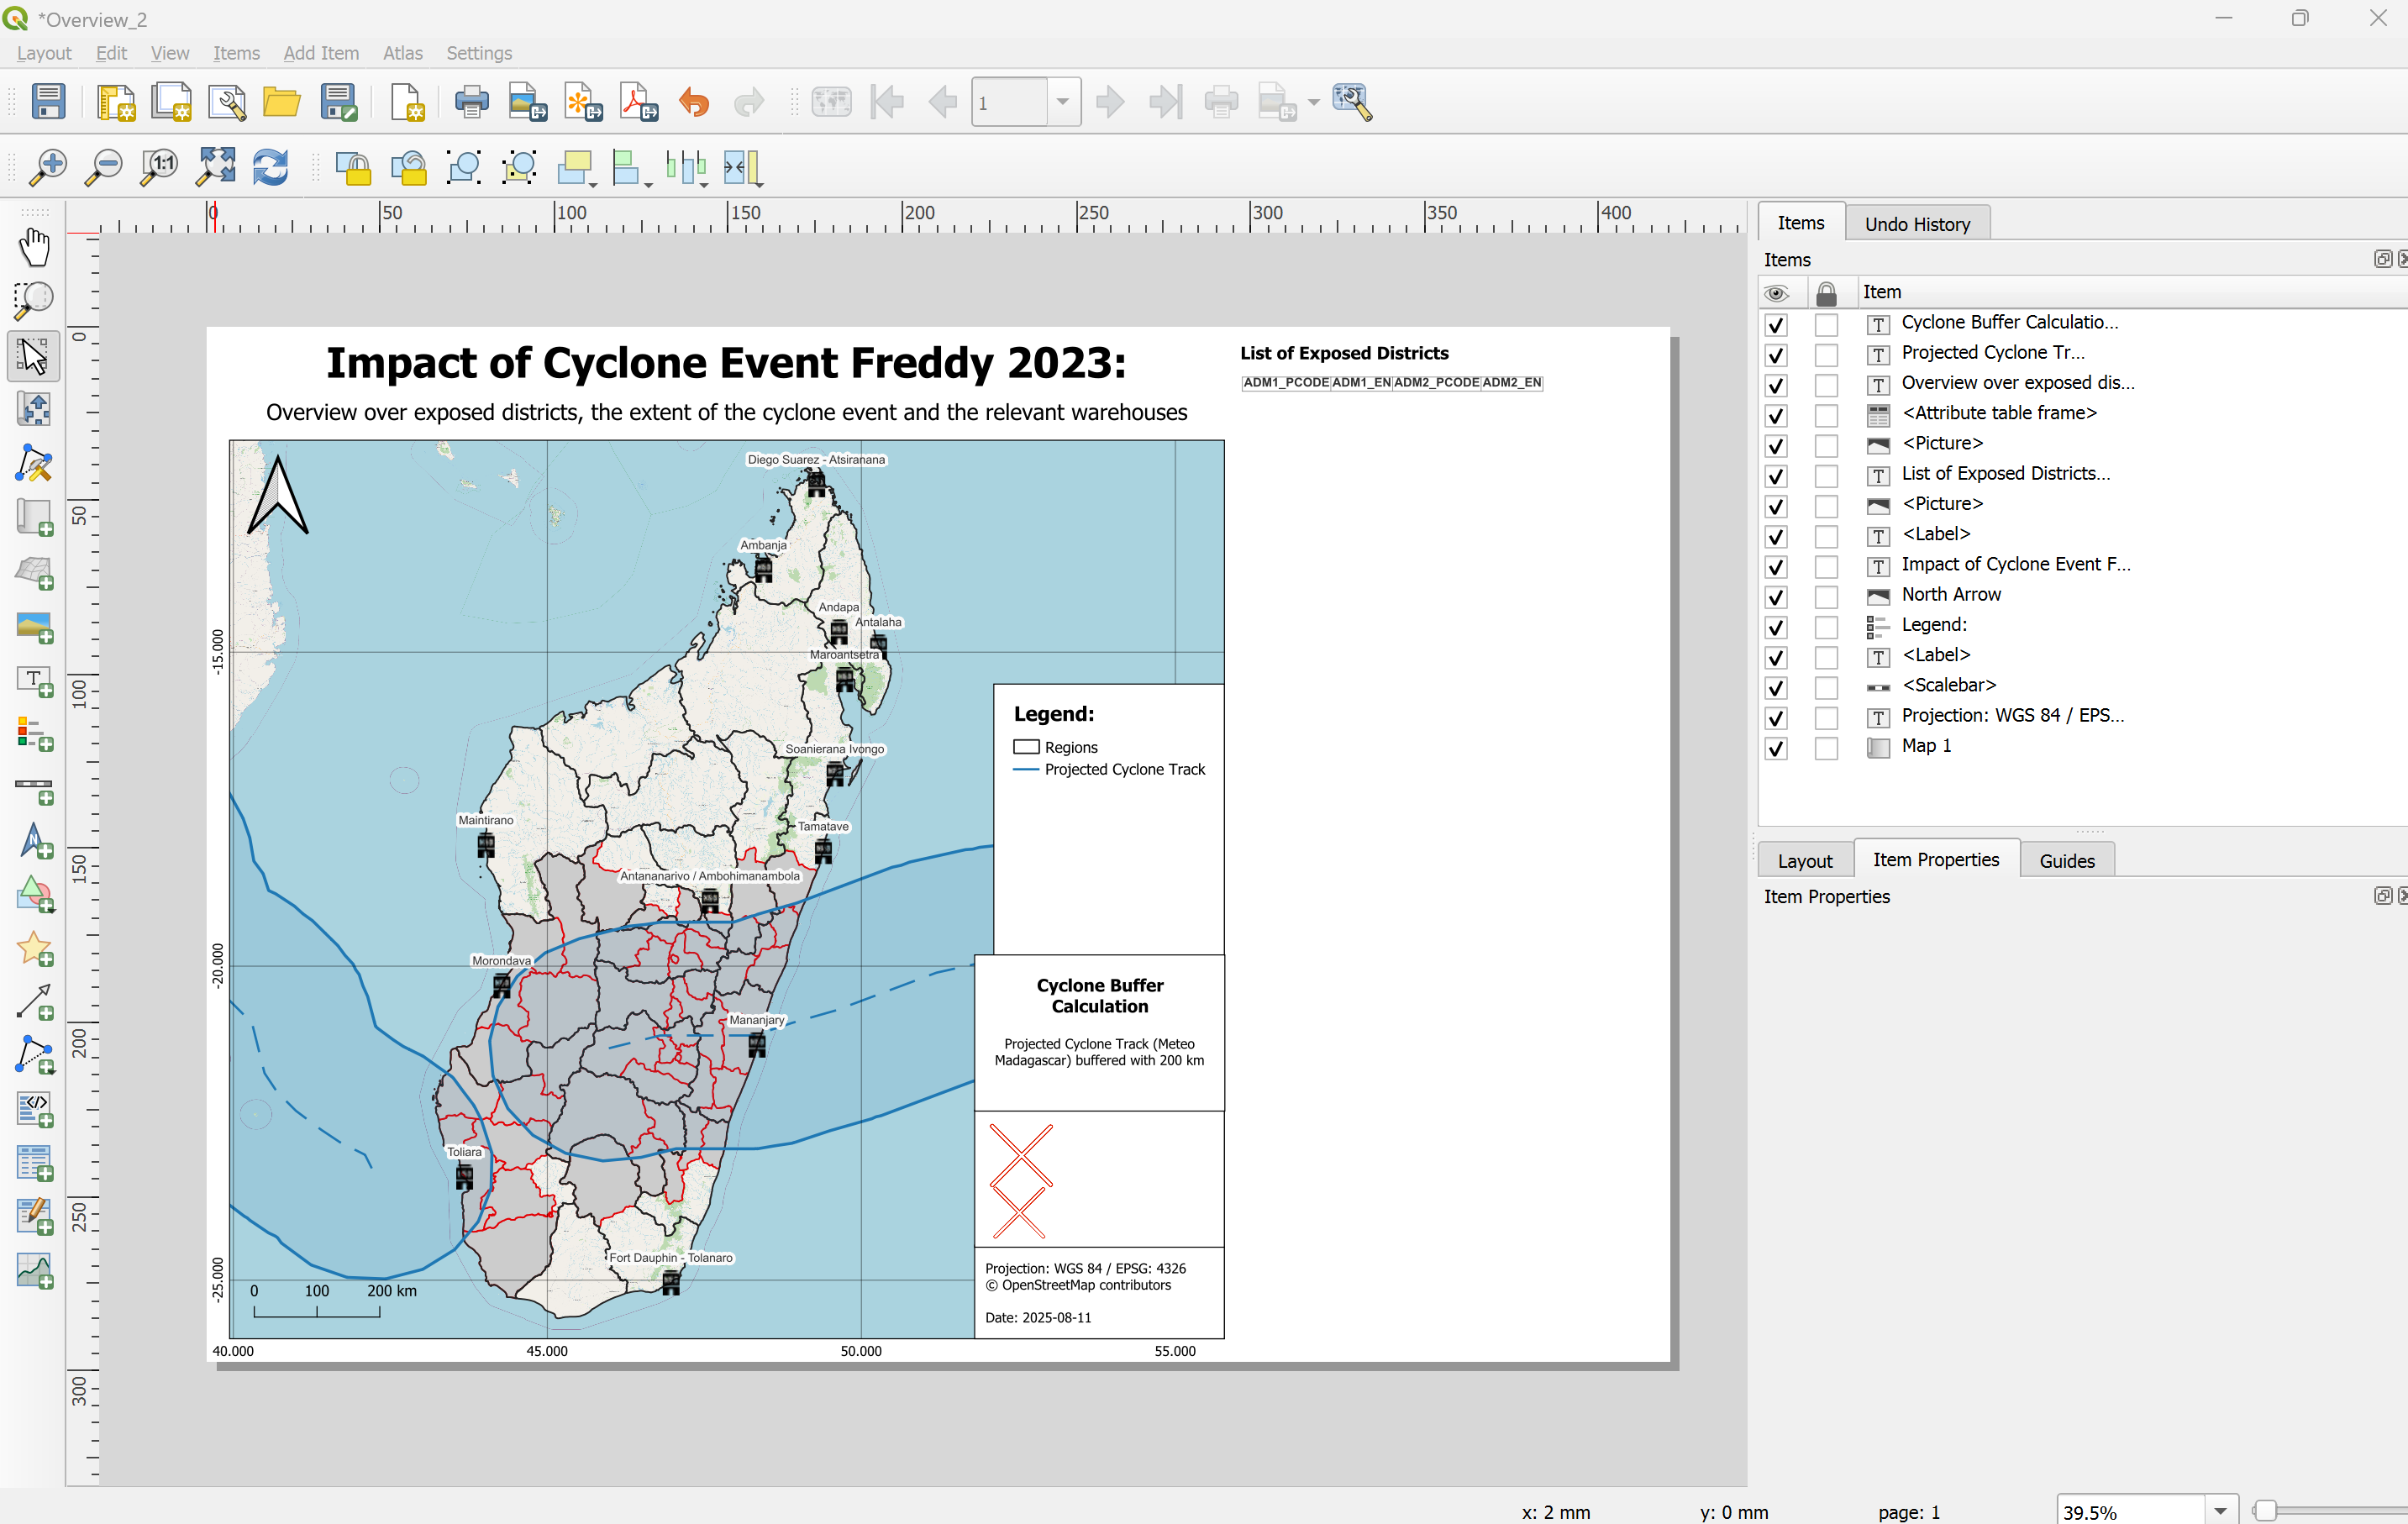 *Overview_2
Layout Edit View Items Add Item Atlas Settings
1
1:1
0 50 100 150 200 250 300 350 400
0
50
100
150
200
250
300
Impact of Cyclone Event Freddy 2023:
Overview over exposed districts, the extent of the cyclone event and the relevant warehouses
List of Exposed Districts
ADM1_PCODE ADM1_EN ADM2_PCODE ADM2_EN
Diego Suarez - Atsiranana
Ambanja
Andapa
Antalaha
Maroantsetra
Soanierana Ivongo
Maintirano
Tamatave
Antananarivo / Ambohimanambola
Morondava
Mananjary
Toliara
Fort Dauphin - Tolanaro
-15.000
-20.000
-25.000
0 100 200 km
40.000 45.000 50.000 55.000
Legend:
Regions
Projected Cyclone Track
Cyclone Buffer
Calculation
Projected Cyclone Track (Meteo
Madagascar) buffered with 200 km
Projection: WGS 84 / EPSG: 4326
© OpenStreetMap contributors
Date: 2025-08-11
Items Undo History
Items
Item
Cyclone Buffer Calculatio...
Projected Cyclone Tr...
Overview over exposed dis...
<Attribute table frame>
<Picture>
List of Exposed Districts...
<Picture>
<Label>
Impact of Cyclone Event F...
North Arrow
Legend:
<Label>
<Scalebar>
Projection: WGS 84 / EPS...
Map 1
Layout Item Properties Guides
Item Properties
x: 2 mm y: 0 mm page: 1 39.5%